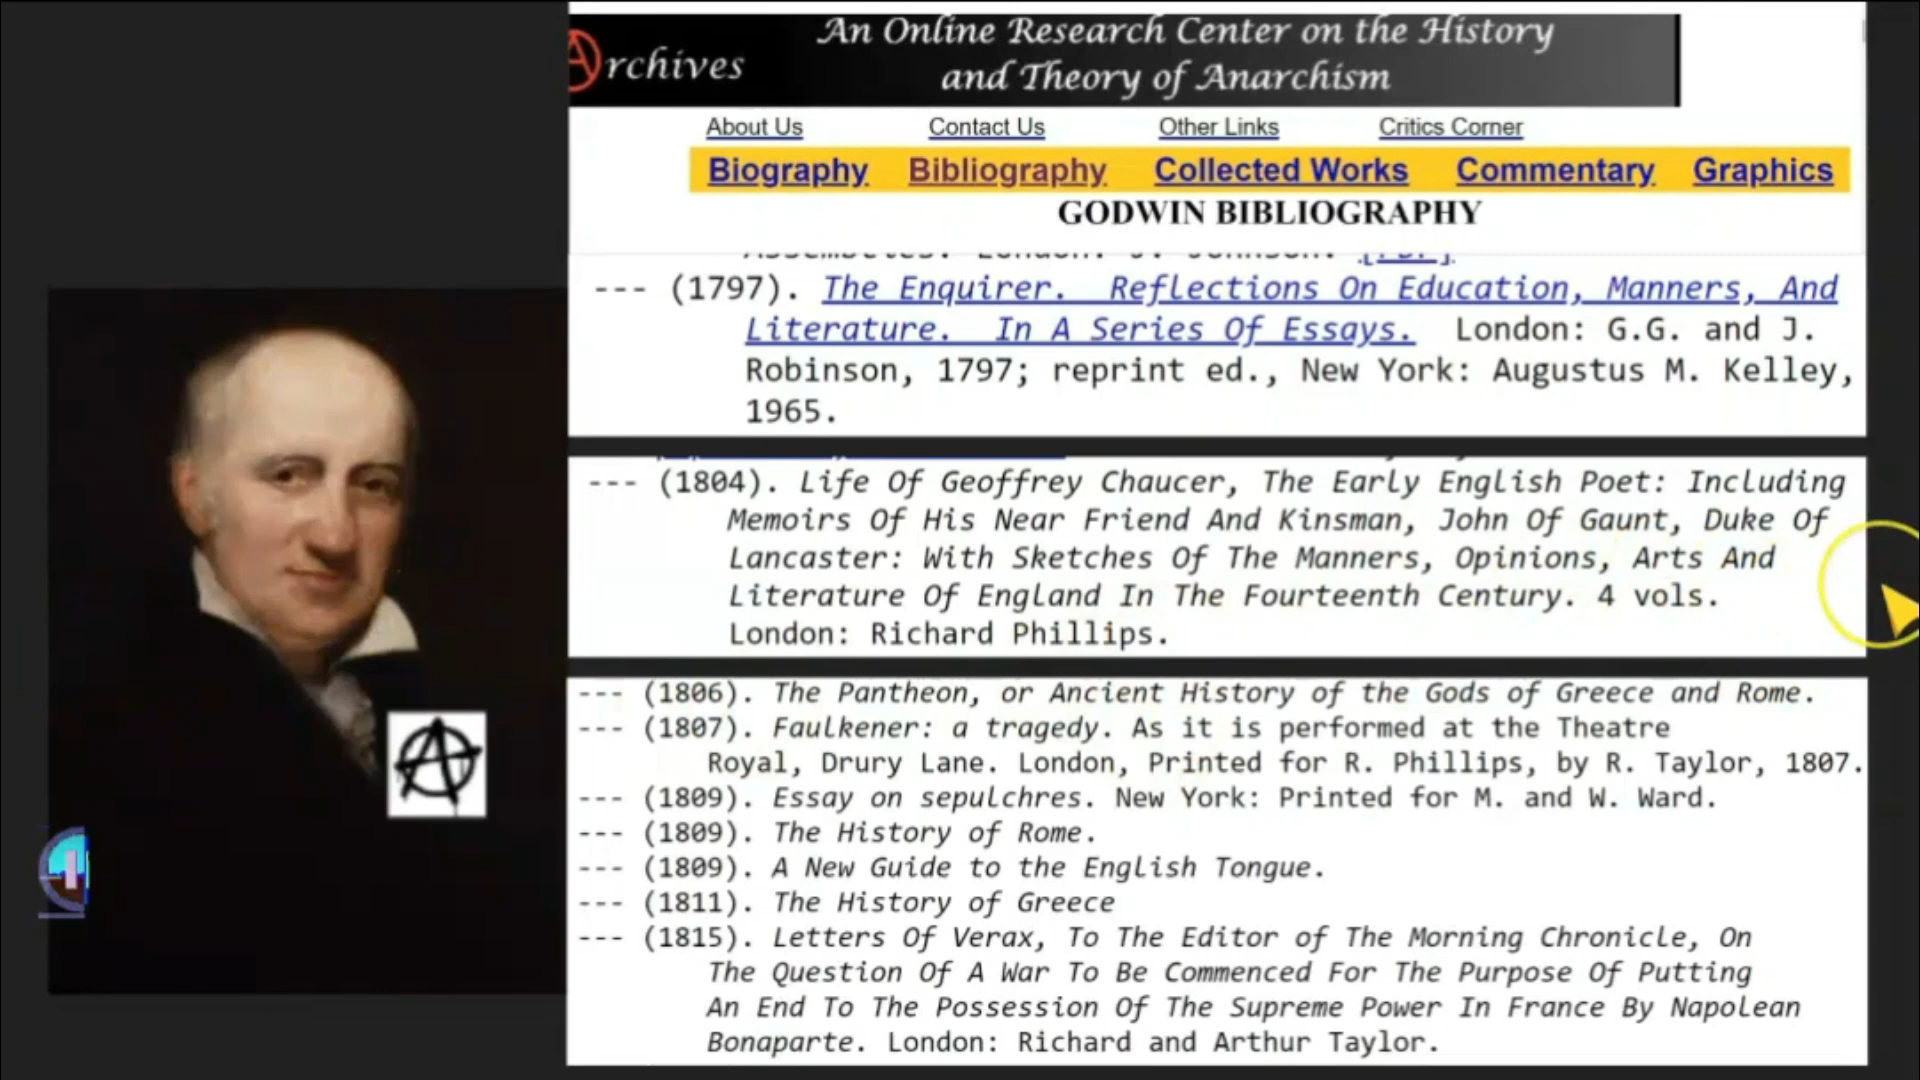 An Online Research Center on the History
Archives
and Theory of Anarchism
About Us Contact Us Other Links Critics Corner
Biography Bibliography Collected Works Commentary Graphics
GODWIN BIBLIOGRAPHY
--- (1797). The Enquirer. Reflections On Education, Manners, And
Literature. In A Series Of Essays. London: G.G. and J.
Robinson, 1797; reprint ed., New York: Augustus M. Kelley,
1965.
--- (1804). Life Of Geoffrey Chaucer, The Early English Poet: Including
Memoirs Of His Near Friend And Kinsman, John Of Gaunt, Duke Of
Lancaster: With Sketches Of The Manners, Opinions, Arts And
Literature Of England In The Fourteenth Century. 4 vols.
London: Richard Phillips.
--- (1806). The Pantheon, or Ancient History of the Gods of Greece and Rome.
--- (1807). Faulkener: a tragedy. As it is performed at the Theatre
Royal, Drury Lane. London, Printed for R. Phillips, by R. Taylor, 1807.
--- (1809). Essay on sepulchres. New York: Printed for M. and W. Ward.
--- (1809). The History of Rome.
--- (1809). A New Guide to the English Tongue.
--- (1811). The History of Greece
--- (1815). Letters Of Verax, To The Editor of The Morning Chronicle, On
The Question Of A War To Be Commenced For The Purpose Of Putting
An End To The Possession Of The Supreme Power In France By Napolean
Bonaparte. London: Richard and Arthur Taylor.